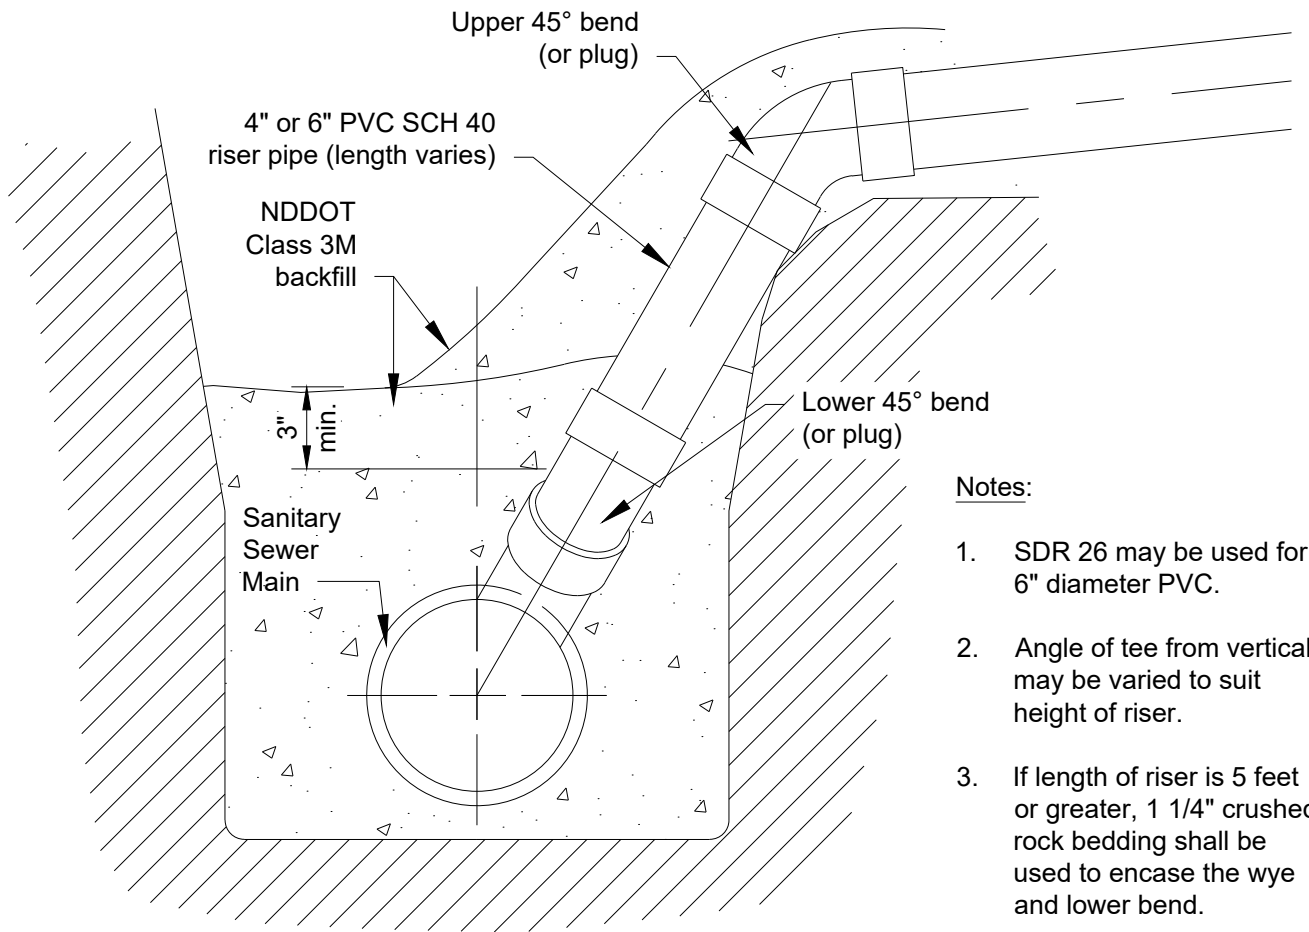 Upper 45° bend
(or plug)
4" or 6" PVC SCH 40
riser pipe (length varies)
NDDOT
Class 3M
backfill
3"
min.
Lower 45° bend
(or plug)
Sanitary
Sewer
Main
Notes:
1. SDR 26 may be used for
6" diameter PVC.
2. Angle of tee from vertical
may be varied to suit
height of riser.
3. If length of riser is 5 feet
or greater, 1 1/4" crushed
rock bedding shall be
used to encase the wye
and lower bend.